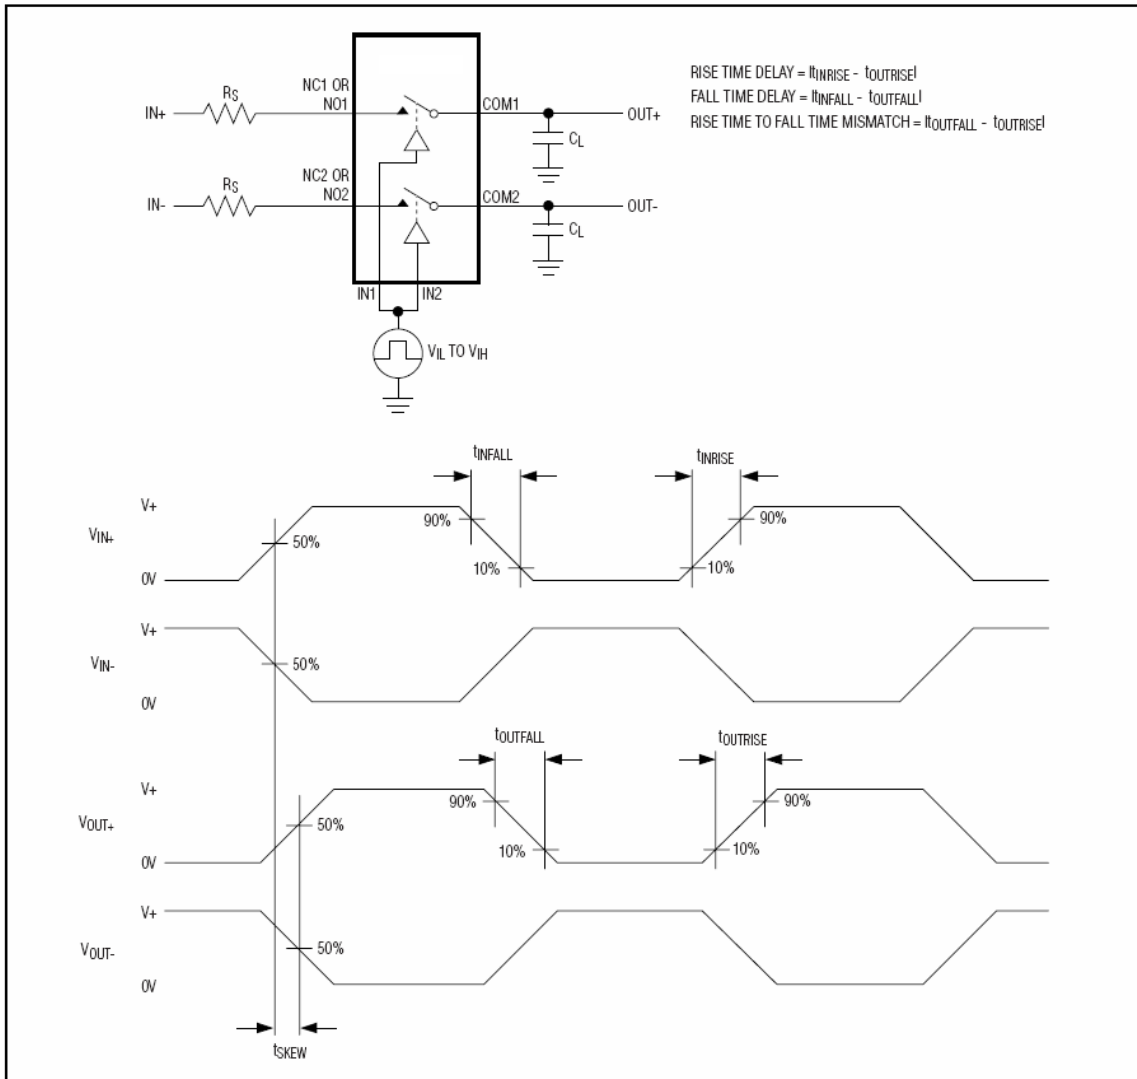 RISE TIME DELAY = |tINRISE - tOUTRISE|
FALL TIME DELAY = |tINFALL - tOUTFALL|
RISE TIME TO FALL TIME MISMATCH = |tOUTFALL - tOUTRISE|
NC1 OR
NO1
RS
IN+
COM1
OUT+
CL
NC2 OR
NO2
RS
IN-
COM2
OUT-
CL
IN1
IN2
VIL TO VIH
tINFALL
tINRISE
V+
90%
90%
VIN+
50%
10%
10%
0V
V+
VIN-
50%
0V
tOUTFALL
tOUTRISE
V+
90%
90%
VOUT+
50%
10%
10%
0V
V+
VOUT-
50%
0V
tSKEW